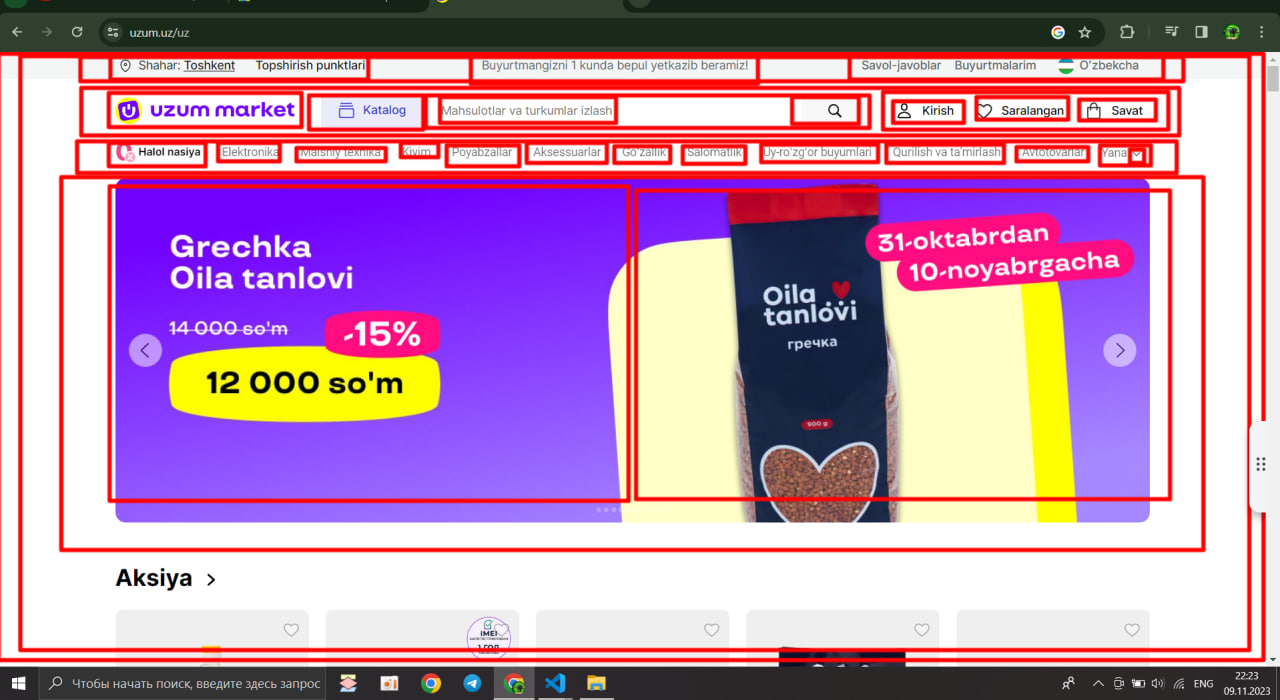 uzum.uz/uz
Shahar: Toshkent Topshirish punktlari Buyurtmangizni 1 kunda bepul yetkazib beramiz! Savol-javoblar Buyurtmalarim O'zbekcha
uzum market Katalog Mahsulotlar va turkumlar izlash Kirish Saralangan Savat
Halol nasiya Elektronika Maishiy texnika Kiyim Poyabzallar Aksessuarlar Go'zallik Salomatlik Uy-ro'zg'or buyumlari Qurilish va ta'mirlash Avtotovarlar Yana
Grechka
Oila tanlovi
14 000 so'm
-15%
12 000 so'm
31-oktabrdan
10-noyabrgacha
Oila
tanlovi
гречка
900 g
Aksiya
IMEI
Чтобы начать поиск, введите здесь запрос
ENG
22:23